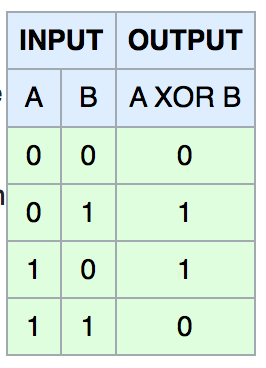 INPUT OUTPUT
A B A XOR B
0 0 0
0 1 1
1 0 1
1 1 0